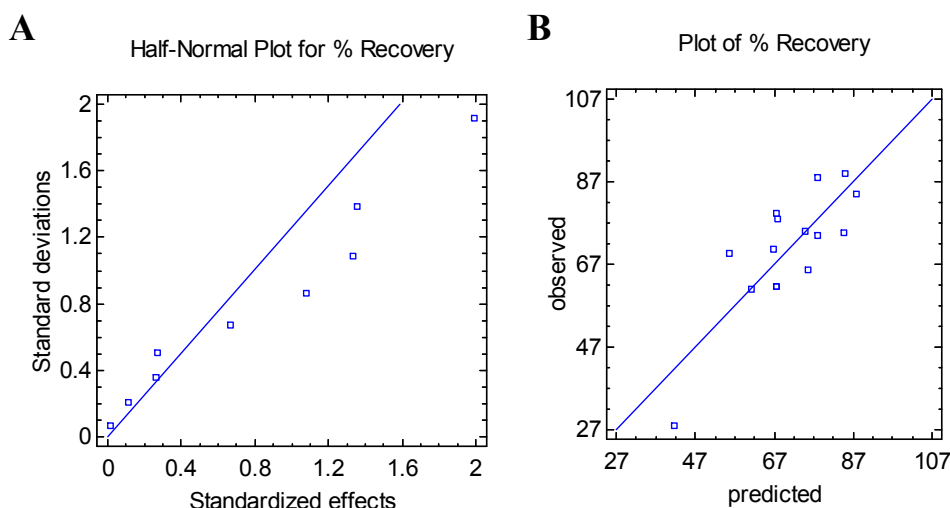 A
Half-Normal Plot for % Recovery
Standard deviations
2
1.6
1.2
0.8
0.4
0
0 0.4 0.8 1.2 1.6 2
Standardized effects
B
Plot of % Recovery
observed
107
87
67
47
27
27 47 67 87 107
predicted